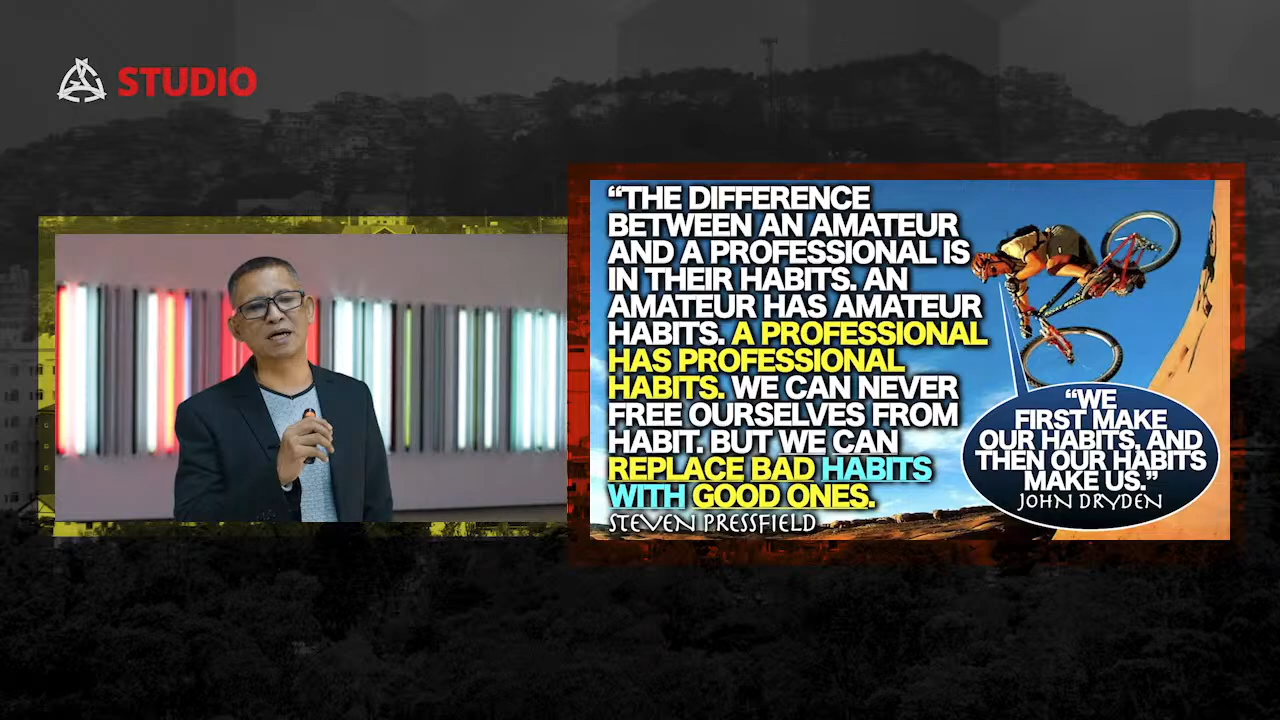 STUDIO
“THE DIFFERENCE
BETWEEN AN AMATEUR
AND A PROFESSIONAL IS
IN THEIR HABITS. AN
AMATEUR HAS AMATEUR
HABITS. A PROFESSIONAL
HAS PROFESSIONAL
HABITS. WE CAN NEVER
FREE OURSELVES FROM
HABIT. BUT WE CAN
REPLACE BAD HABITS
WITH GOOD ONES.
STEVEN PRESSFIELD
“WE
FIRST MAKE
OUR HABITS, AND
THEN OUR HABITS
MAKE US.”
JOHN DRYDEN